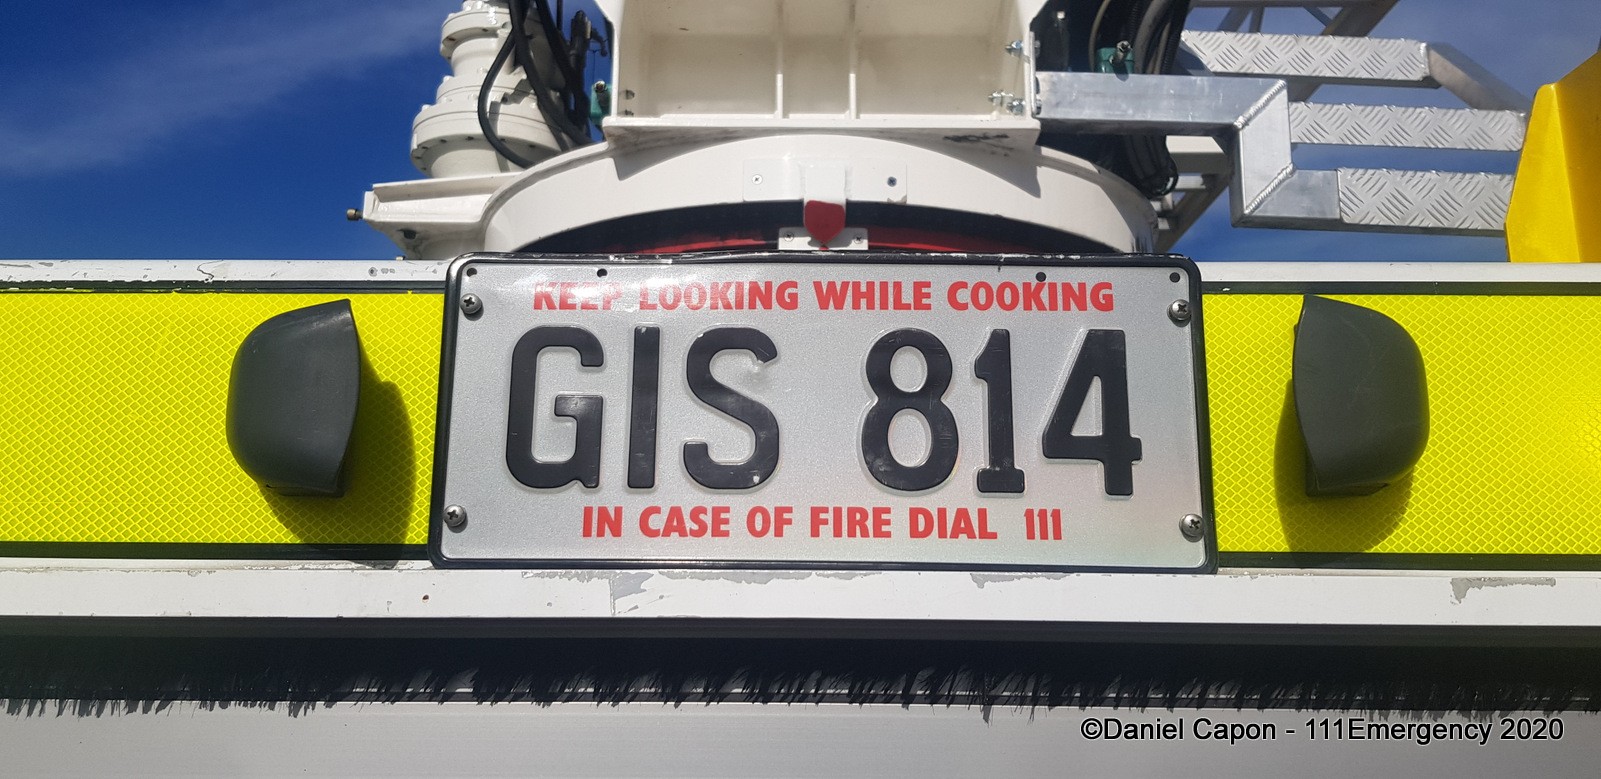 KEEP LOOKING WHILE COOKING
GIS 814
IN CASE OF FIRE DIAL 111
©Daniel Capon - 111Emergency 2020